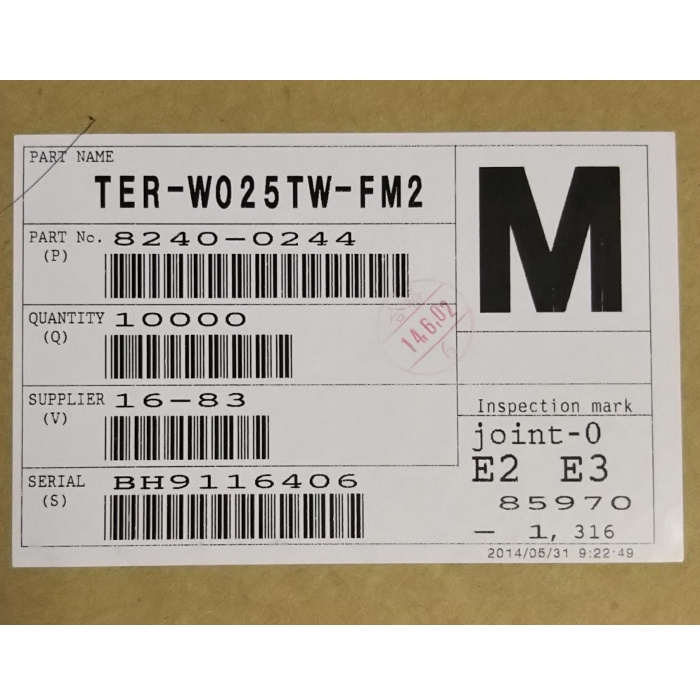 PART NAME
TER-W025TW-FM2
M
PART No. 8240-0244
(P)
QUANTITY 10000
(Q)
14.6.02
SUPPLIER 16-83
(V)
Inspection mark
joint-0
E2 E3
SERIAL BH9116406
(S)
85970
- 1, 316
2014/05/31 9:22:49